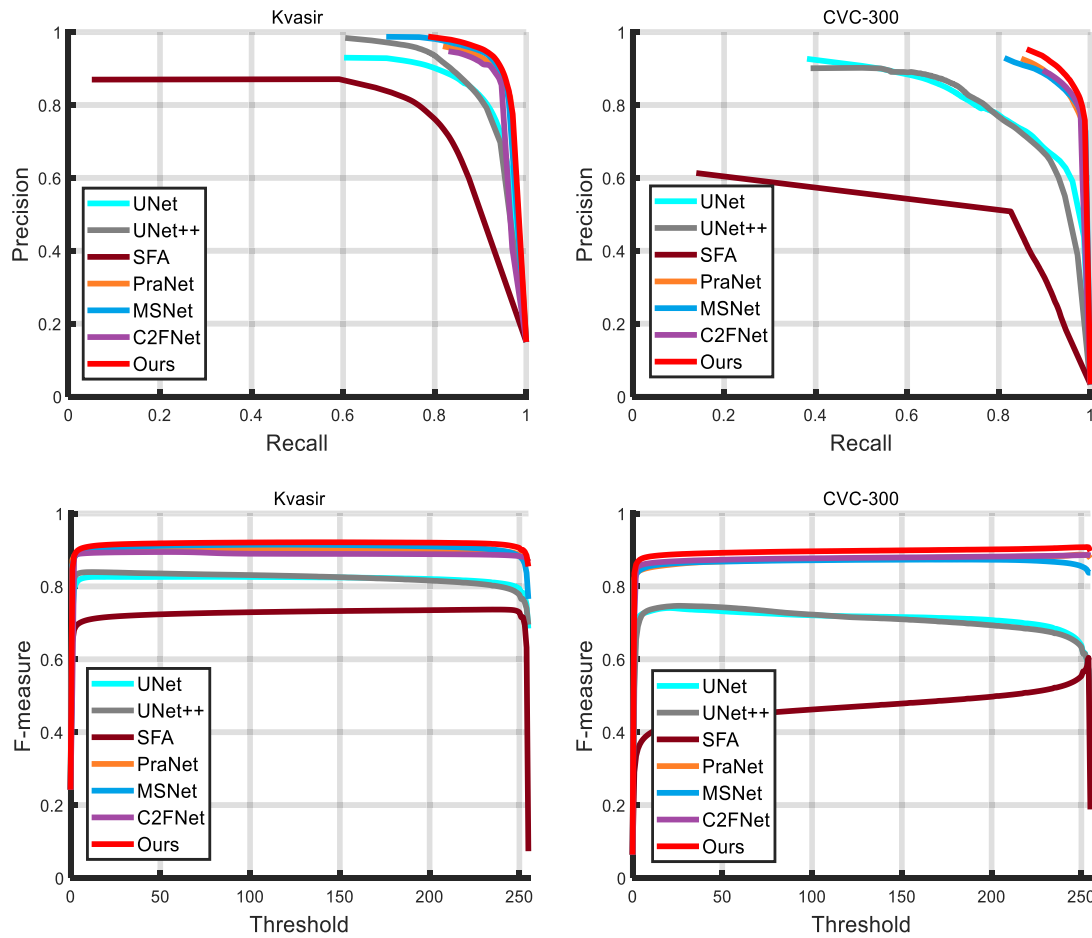 Kvasir
1
0.8
0.6
0.4
0.2
0
Precision
UNet
UNet++
SFA
PraNet
MSNet
C2FNet
Ours
0 0.2 0.4 0.6 0.8 1
Recall
CVC-300
1
0.8
0.6
0.4
0.2
0
Precision
UNet
UNet++
SFA
PraNet
MSNet
C2FNet
Ours
0 0.4 0.6 0.8 1
Recall
Kvasir
1
0.8
0.6
0.4
0.2
0
F-measure
UNet
UNet++
SFA
PraNet
MSNet
C2FNet
Ours
0 50 100 150 200 250
Threshold
CVC-300
1
0.8
0.6
0.4
0.2
0
F-measure
UNet
UNet++
SFA
PraNet
MSNet
C2FNet
Ours
0 50 100 150 200 250
Threshold